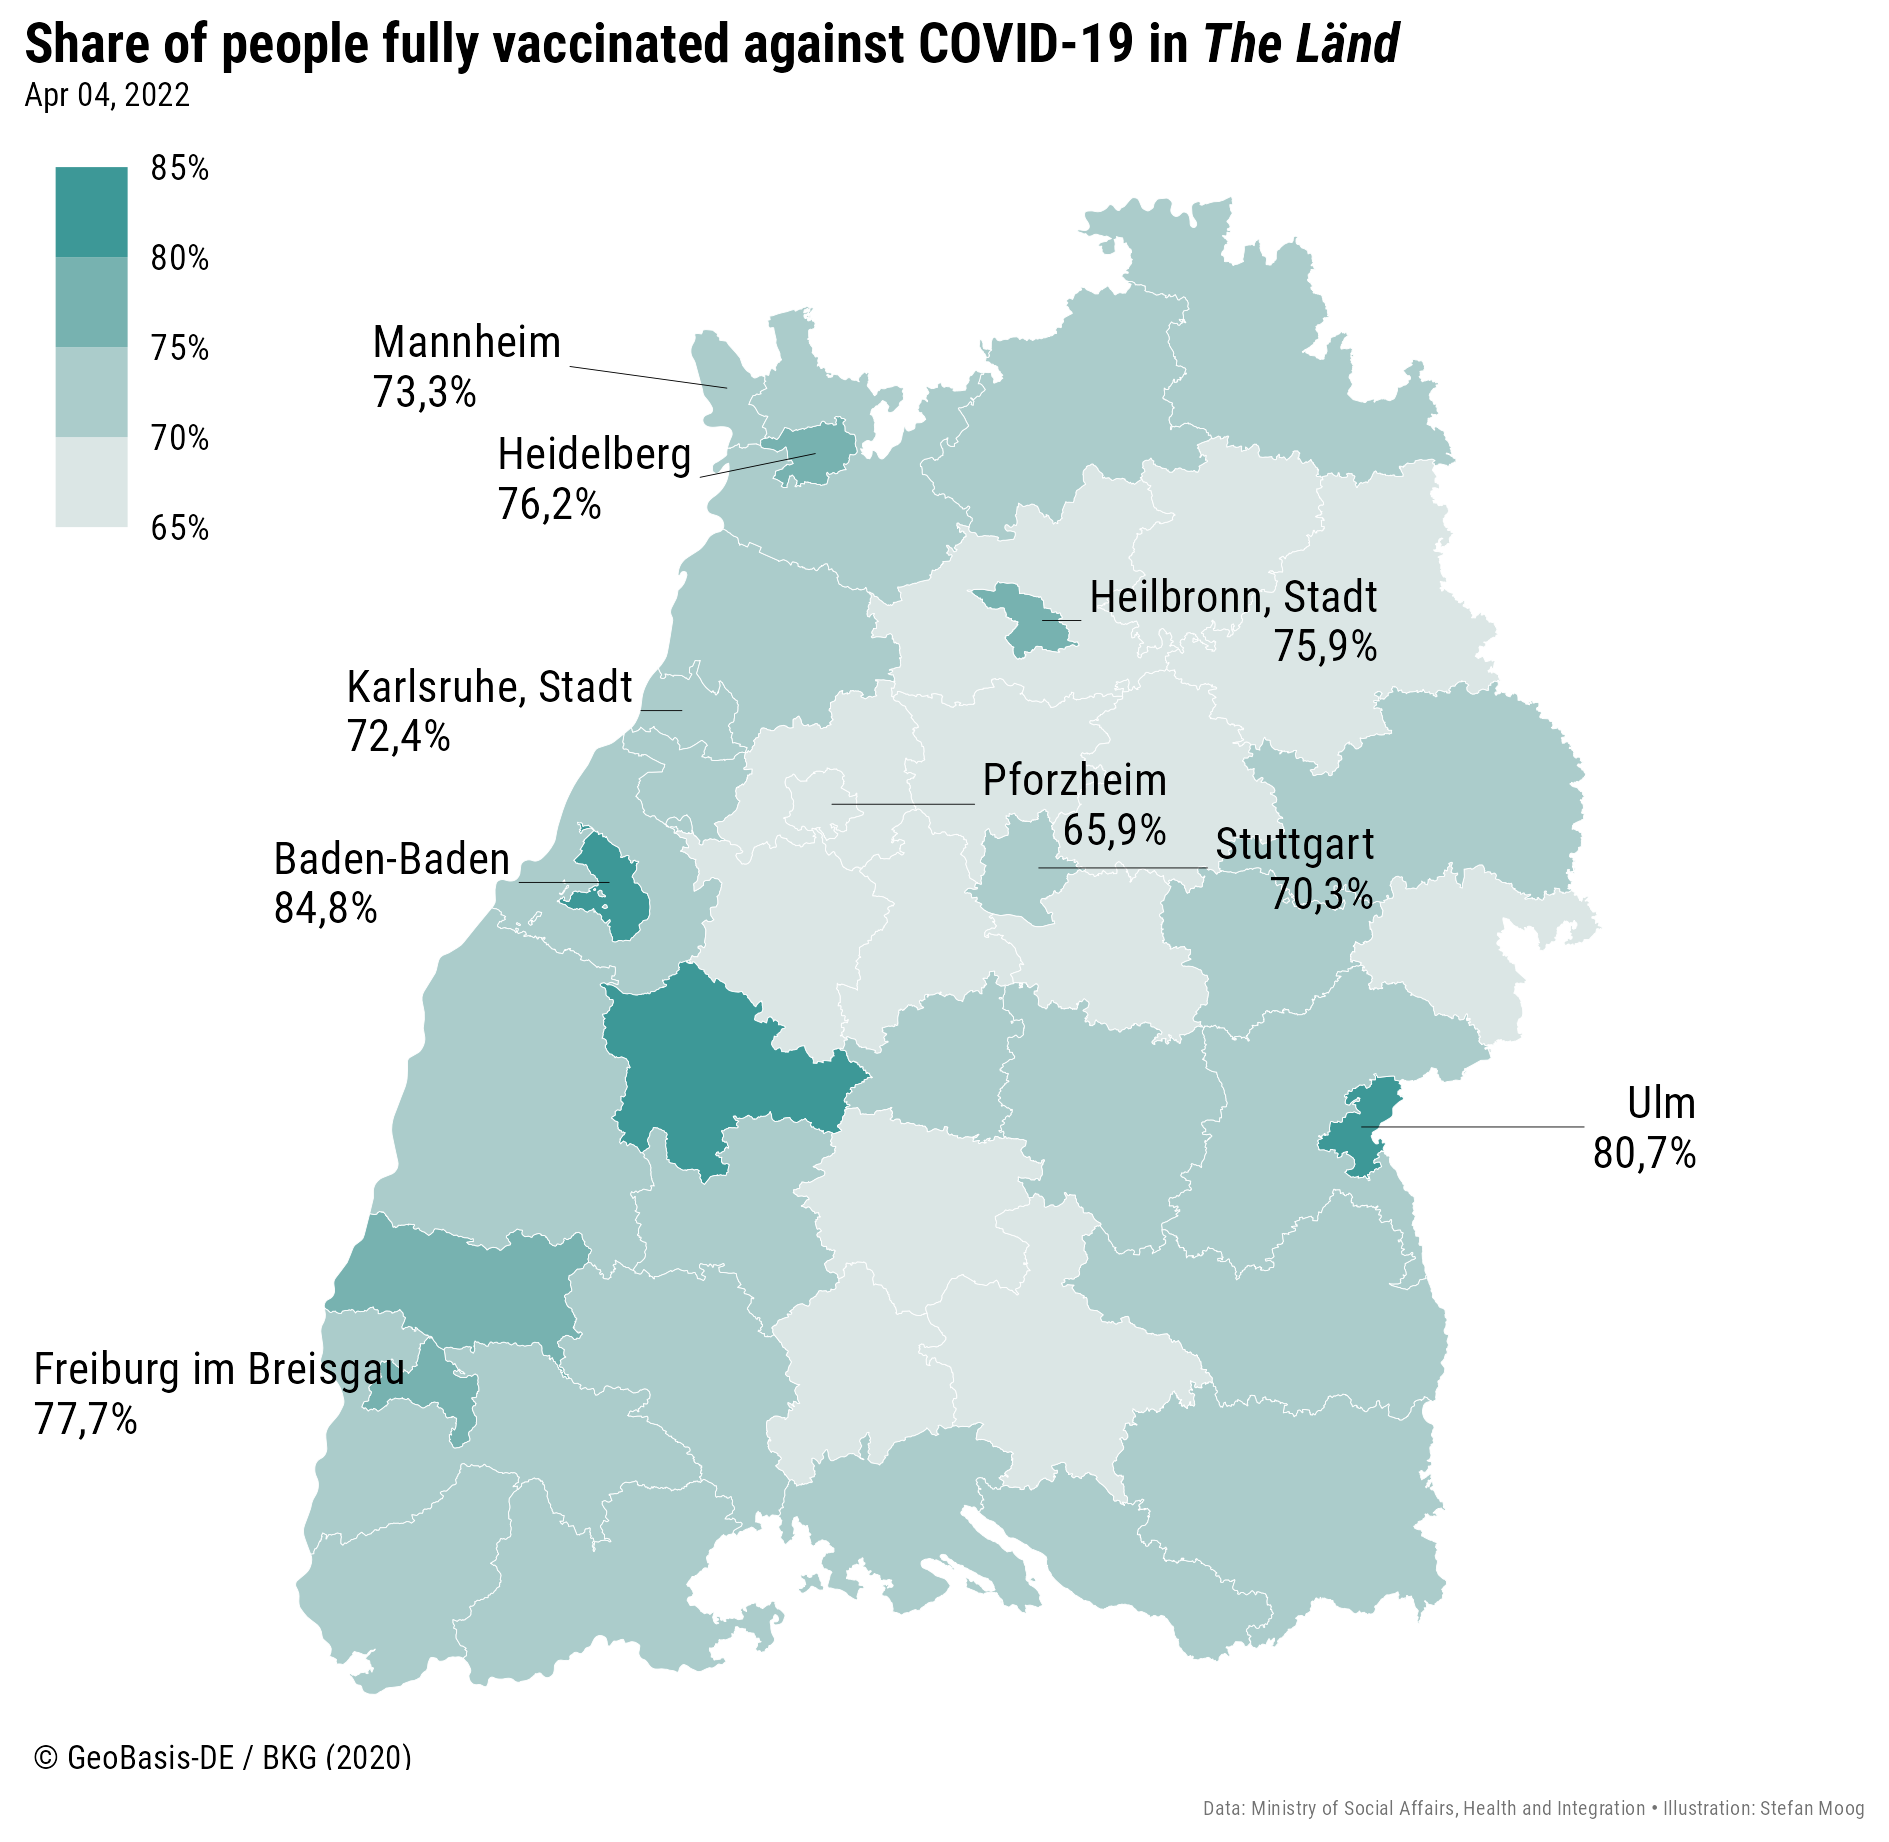 Share of people fully vaccinated against COVID-19 in The Länd
Apr 04, 2022
85%
80%
75%
70%
65%
Mannheim
73,3%
Heidelberg
76,2%
Heilbronn, Stadt
75,9%
Karlsruhe, Stadt
72,4%
Pforzheim
65,9%
Stuttgart
70,3%
Baden-Baden
84,8%
Ulm
80,7%
Freiburg im Breisgau
77,7%
© GeoBasis-DE / BKG (2020)
Data: Ministry of Social Affairs, Health and Integration • Illustration: Stefan Moog